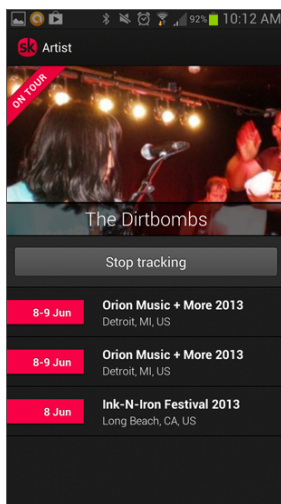 92% 10:12 AM
sk Artist
ON TOUR
The Dirtbombs
Stop tracking
8-9 Jun
Orion Music + More 2013
Detroit, MI, US
8-9 Jun
Orion Music + More 2013
Detroit, MI, US
8 Jun
Ink-N-Iron Festival 2013
Long Beach, CA, US